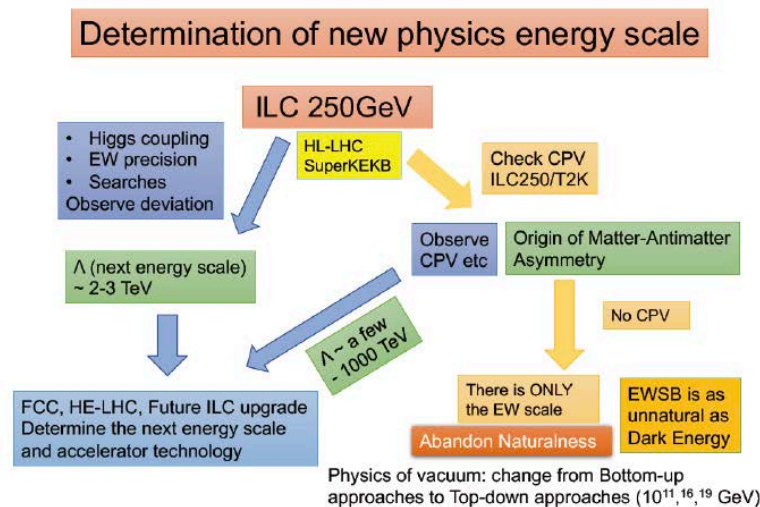 Determination of new physics energy scale
ILC 250GeV
• Higgs coupling
• EW precision
• Searches
Observe deviation
HL-LHC
SuperKEKB
Check CPV
ILC250/T2K
Λ (next energy scale)
~ 2-3 TeV
Observe
CPV etc
Origin of Matter-Antimatter
Asymmetry
Λ ~ a few
- 1000 TeV
No CPV
FCC, HE-LHC, Future ILC upgrade
Determine the next energy scale
and accelerator technology
There is ONLY
the EW scale
Abandon Naturalness
EWSB is as
unnatural as
Dark Energy
Physics of vacuum: change from Bottom-up
approaches to Top-down approaches (10¹¹,¹⁶,¹⁹ GeV)